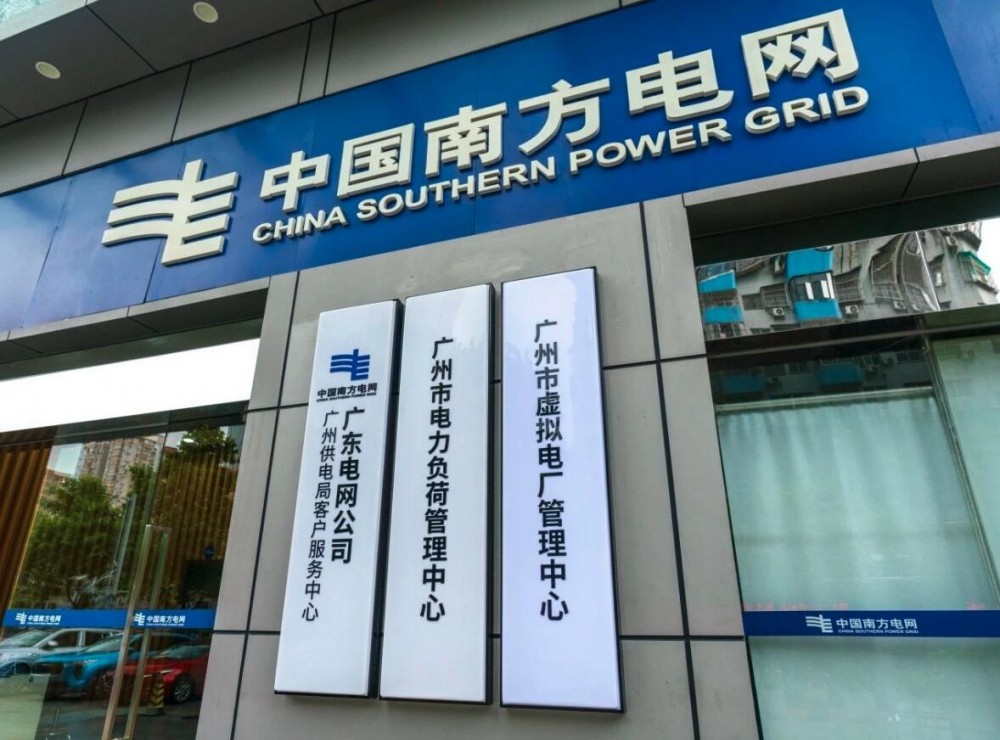 中国南方电网
CHINA SOUTHERN POWER GRID
中国南方电网
CHINA SOUTHERN POWER GRID
广东电网公司
广州供电局客户服务中心
广州市电力负荷管理中心
广州市虚拟电厂管理中心
中国南方电网
中国南方电网
中国南方电网
CHINA SOUTHERN POWER GRID